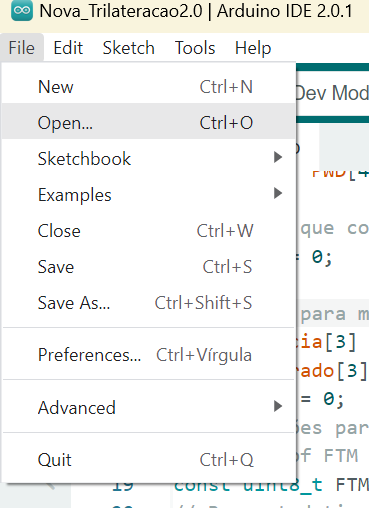 Nova_Trilateracao2.0 | Arduino IDE 2.0.1
File Edit Sketch Tools Help
New Ctrl+N
Dev Mod
Open... Ctrl+O
Sketchbook
PWD[4
Examples
Close Ctrl+W
que co
Save Ctrl+S
= 0;
Save As... Ctrl+Shift+S
para m
cia[3]
Preferences... Ctrl+Vírgula
rado[3]
Advanced
= 0;
ões par
of FTM
Quit Ctrl+Q
19 const uint8_t FTM